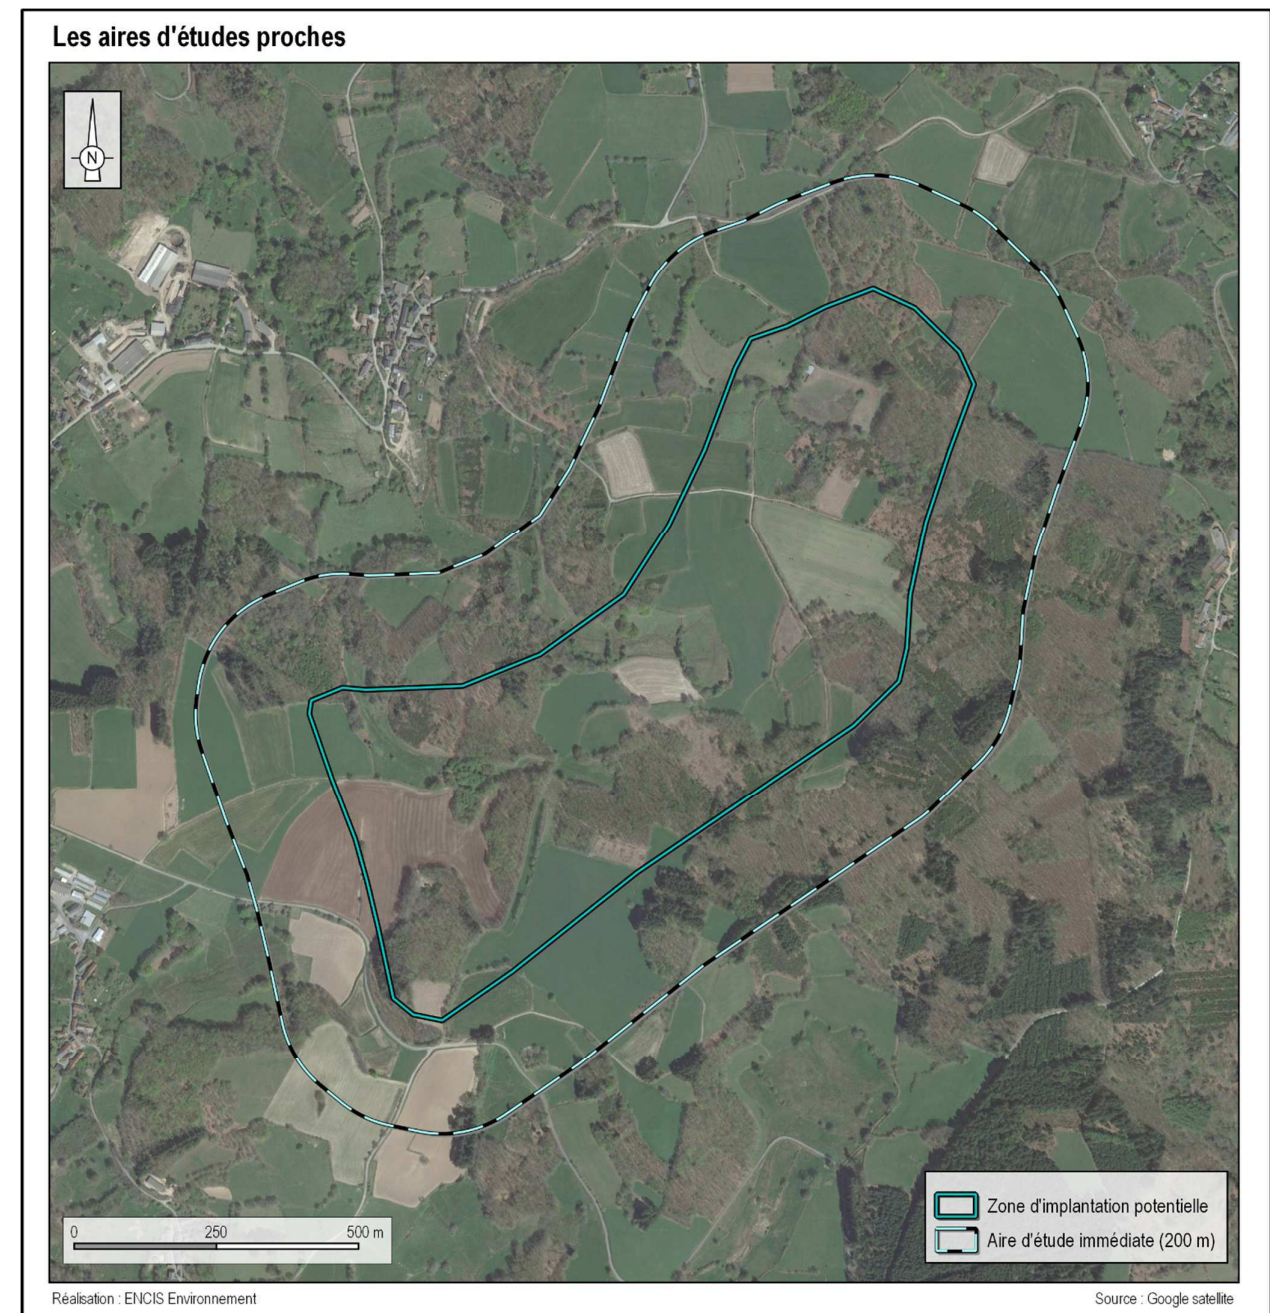 Les aires d'études proches
N
0 250 500 m
Zone d'implantation potentielle
Aire d'étude immédiate (200 m)
Réalisation : ENCIS Environnement Source : Google satellite